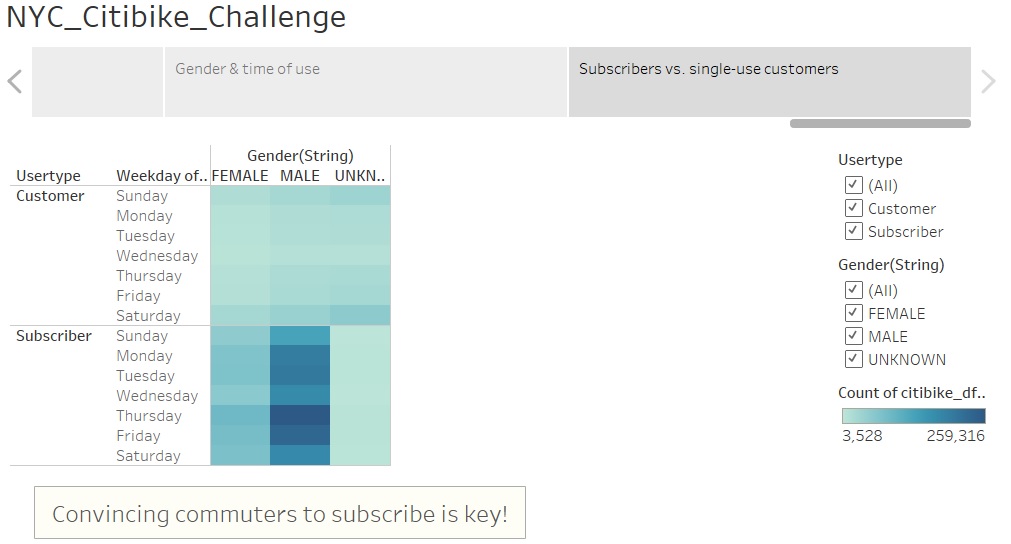 NYC_Citibike_Challenge
Gender & time of use
Subscribers vs. single-use customers
Gender(String)
Usertype Weekday of.. FEMALE MALE UNKN..
Customer Sunday
Monday
Tuesday
Wednesday
Thursday
Friday
Saturday
Subscriber Sunday
Monday
Tuesday
Wednesday
Thursday
Friday
Saturday
Usertype
(All)
Customer
Subscriber
Gender(String)
(All)
FEMALE
MALE
UNKNOWN
Count of citibike_df..
3,528 259,316
Convincing commuters to subscribe is key!